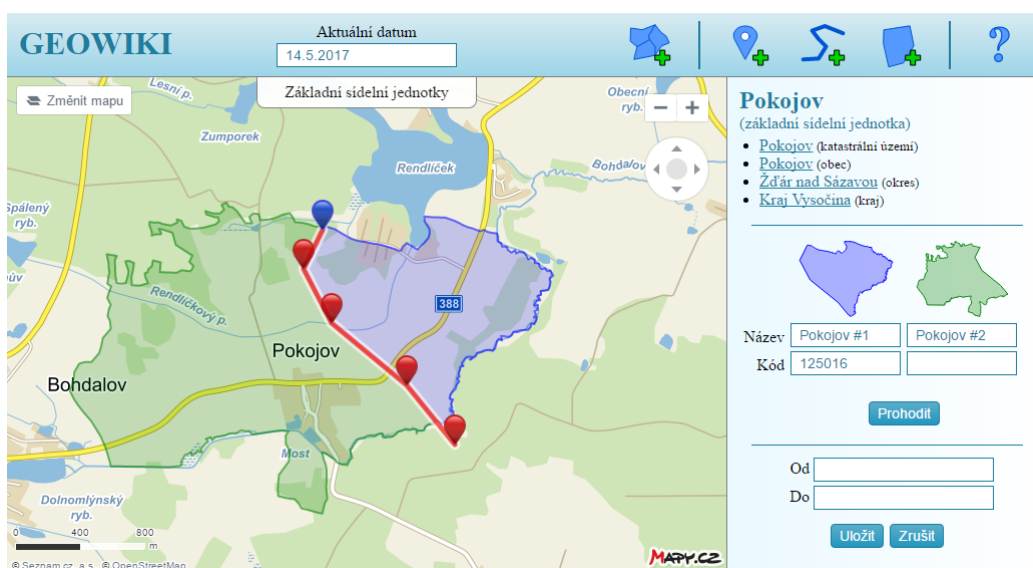 GEOWIKI
Aktuální datum
14.5.2017
?
Změnit mapu
Základní sídelní jednotky
Lesní p.
Zumporek
Obecní
ryb.
− +
Rendlíček
Bohdalov
Spálený
ryb.
Rendlíčkový p.
388
Pokojov
Bohdalov
Most
Dolnomlýnský
ryb.
0 400 800
m
© Seznam.cz, a.s., © OpenStreetMap
MAPY.CZ
Pokojov
(základní sídelní jednotka)
• Pokojov (katastrální území)
• Pokojov (obec)
• Žďár nad Sázavou (okres)
• Kraj Vysočina (kraj)
Název Pokojov #1 Pokojov #2
Kód 125016
Prohodit
Od
Do
Uložit Zrušit